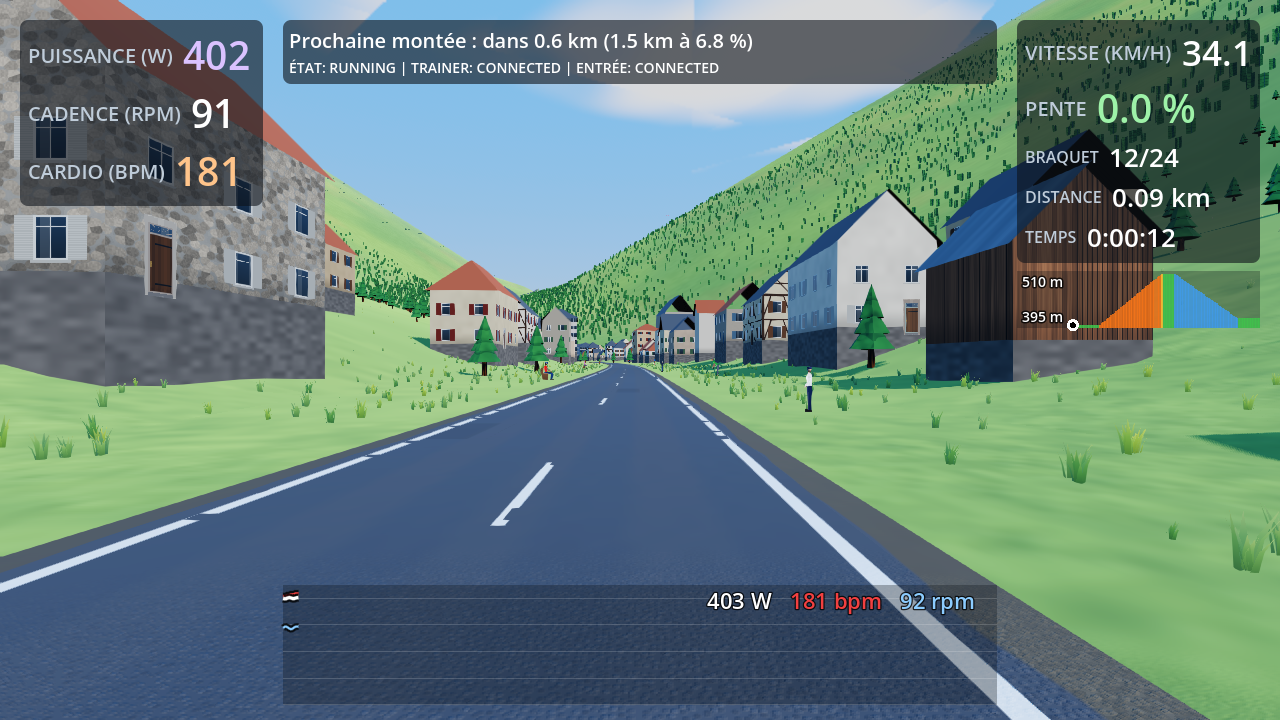 PUISSANCE (W) 402
CADENCE (RPM) 91
CARDIO (BPM) 181
Prochaine montée : dans 0.6 km (1.5 km à 6.8 %)
ÉTAT: RUNNING | TRAINER: CONNECTED | ENTRÉE: CONNECTED
VITESSE (KM/H) 34.1
PENTE 0.0 %
BRAQUET 12/24
DISTANCE 0.09 km
TEMPS 0:00:12
510 m
395 m
403 W 181 bpm 92 rpm